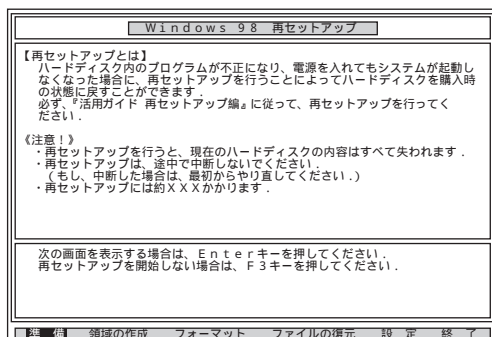 Ｗｉｎｄｏｗｓ ９８ 再セットアップ
【再セットアップとは】
ハードディスク内のプログラムが不正になり、電源を入れてもシステムが起動し
なくなった場合に、再セットアップを行うことによってハードディスクを購入時
の状態に戻すことができます．
必ず、『活用ガイド 再セットアップ編』に従って、再セットアップを行ってく
ださい．
《注意！》
・再セットアップを行うと、現在のハードディスクの内容はすべて失われます．
・再セットアップは、途中で中断しないでください．
（もし、中断した場合は、最初からやり直してください．）
・再セットアップには約ＸＸＸかかります．
次の画面を表示する場合は、Ｅｎｔｅｒキーを押してください．
再セットアップを開始しない場合は、Ｆ３キーを押してください．
準 備 領域の作成 フォーマット ファイルの復元 設 定 終 了